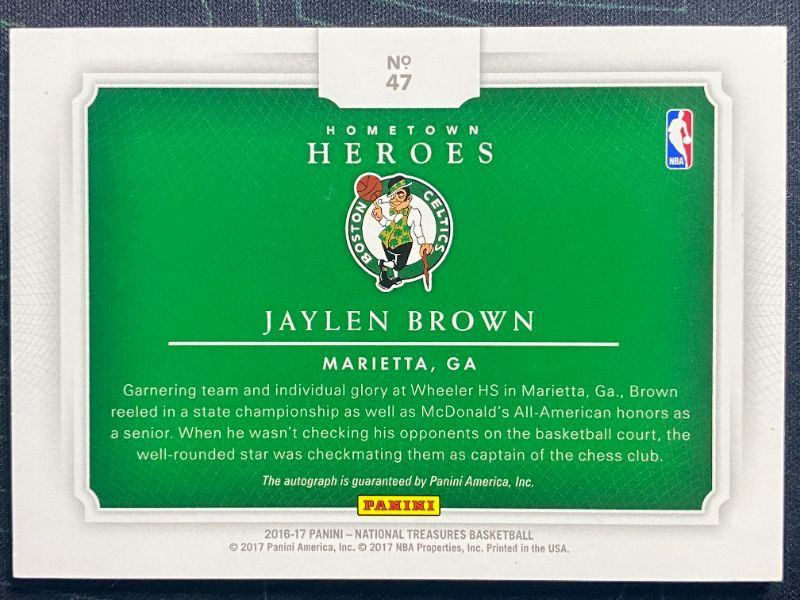 Nº
47
HOMETOWN
HEROES
NBA
BOSTON CELTICS
JAYLEN BROWN
MARIETTA, GA
Garnering team and individual glory at Wheeler HS in Marietta, Ga., Brown
reeled in a state championship as well as McDonald's All-American honors as
a senior. When he wasn't checking his opponents on the basketball court, the
well-rounded star was checkmating them as captain of the chess club.
The autograph is guaranteed by Panini America, Inc.
PANINI
2016-17 PANINI – NATIONAL TREASURES BASKETBALL
© 2017 Panini America, Inc. © 2017 NBA Properties, Inc. Printed in the USA.